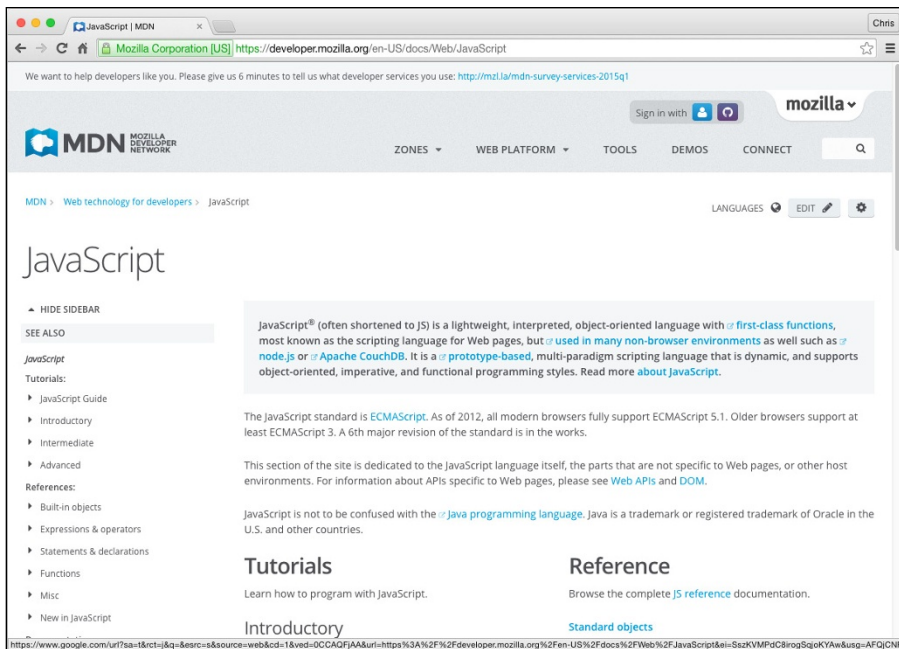 JavaScript | MDN
Chris
Mozilla Corporation [US] https://developer.mozilla.org/en-US/docs/Web/JavaScript
We want to help developers like you. Please give us 6 minutes to tell us what developer services you use: http://mzl.la/mdn-survey-services-2015q1
Sign in with
mozilla
MDN MOZILLA DEVELOPER NETWORK
ZONES WEB PLATFORM TOOLS DEMOS CONNECT
MDN > Web technology for developers > JavaScript
LANGUAGES EDIT
JavaScript
HIDE SIDEBAR
SEE ALSO
JavaScript
Tutorials:
JavaScript Guide
Introductory
Intermediate
Advanced
References:
Built-in objects
Expressions & operators
Statements & declarations
Functions
Misc
New in JavaScript
JavaScript® (often shortened to JS) is a lightweight, interpreted, object-oriented language with first-class functions,
most known as the scripting language for Web pages, but used in many non-browser environments as well such as
node.js or Apache CouchDB. It is a prototype-based, multi-paradigm scripting language that is dynamic, and supports
object-oriented, imperative, and functional programming styles. Read more about JavaScript.
The JavaScript standard is ECMAScript. As of 2012, all modern browsers fully support ECMAScript 5.1. Older browsers support at
least ECMAScript 3. A 6th major revision of the standard is in the works.
This section of the site is dedicated to the JavaScript language itself, the parts that are not specific to Web pages, or other host
environments. For information about APIs specific to Web pages, please see Web APIs and DOM.
JavaScript is not to be confused with the Java programming language. Java is a trademark or registered trademark of Oracle in the
U.S. and other countries.
Tutorials
Learn how to program with JavaScript.
Introductory
Reference
Browse the complete JS reference documentation.
Standard objects